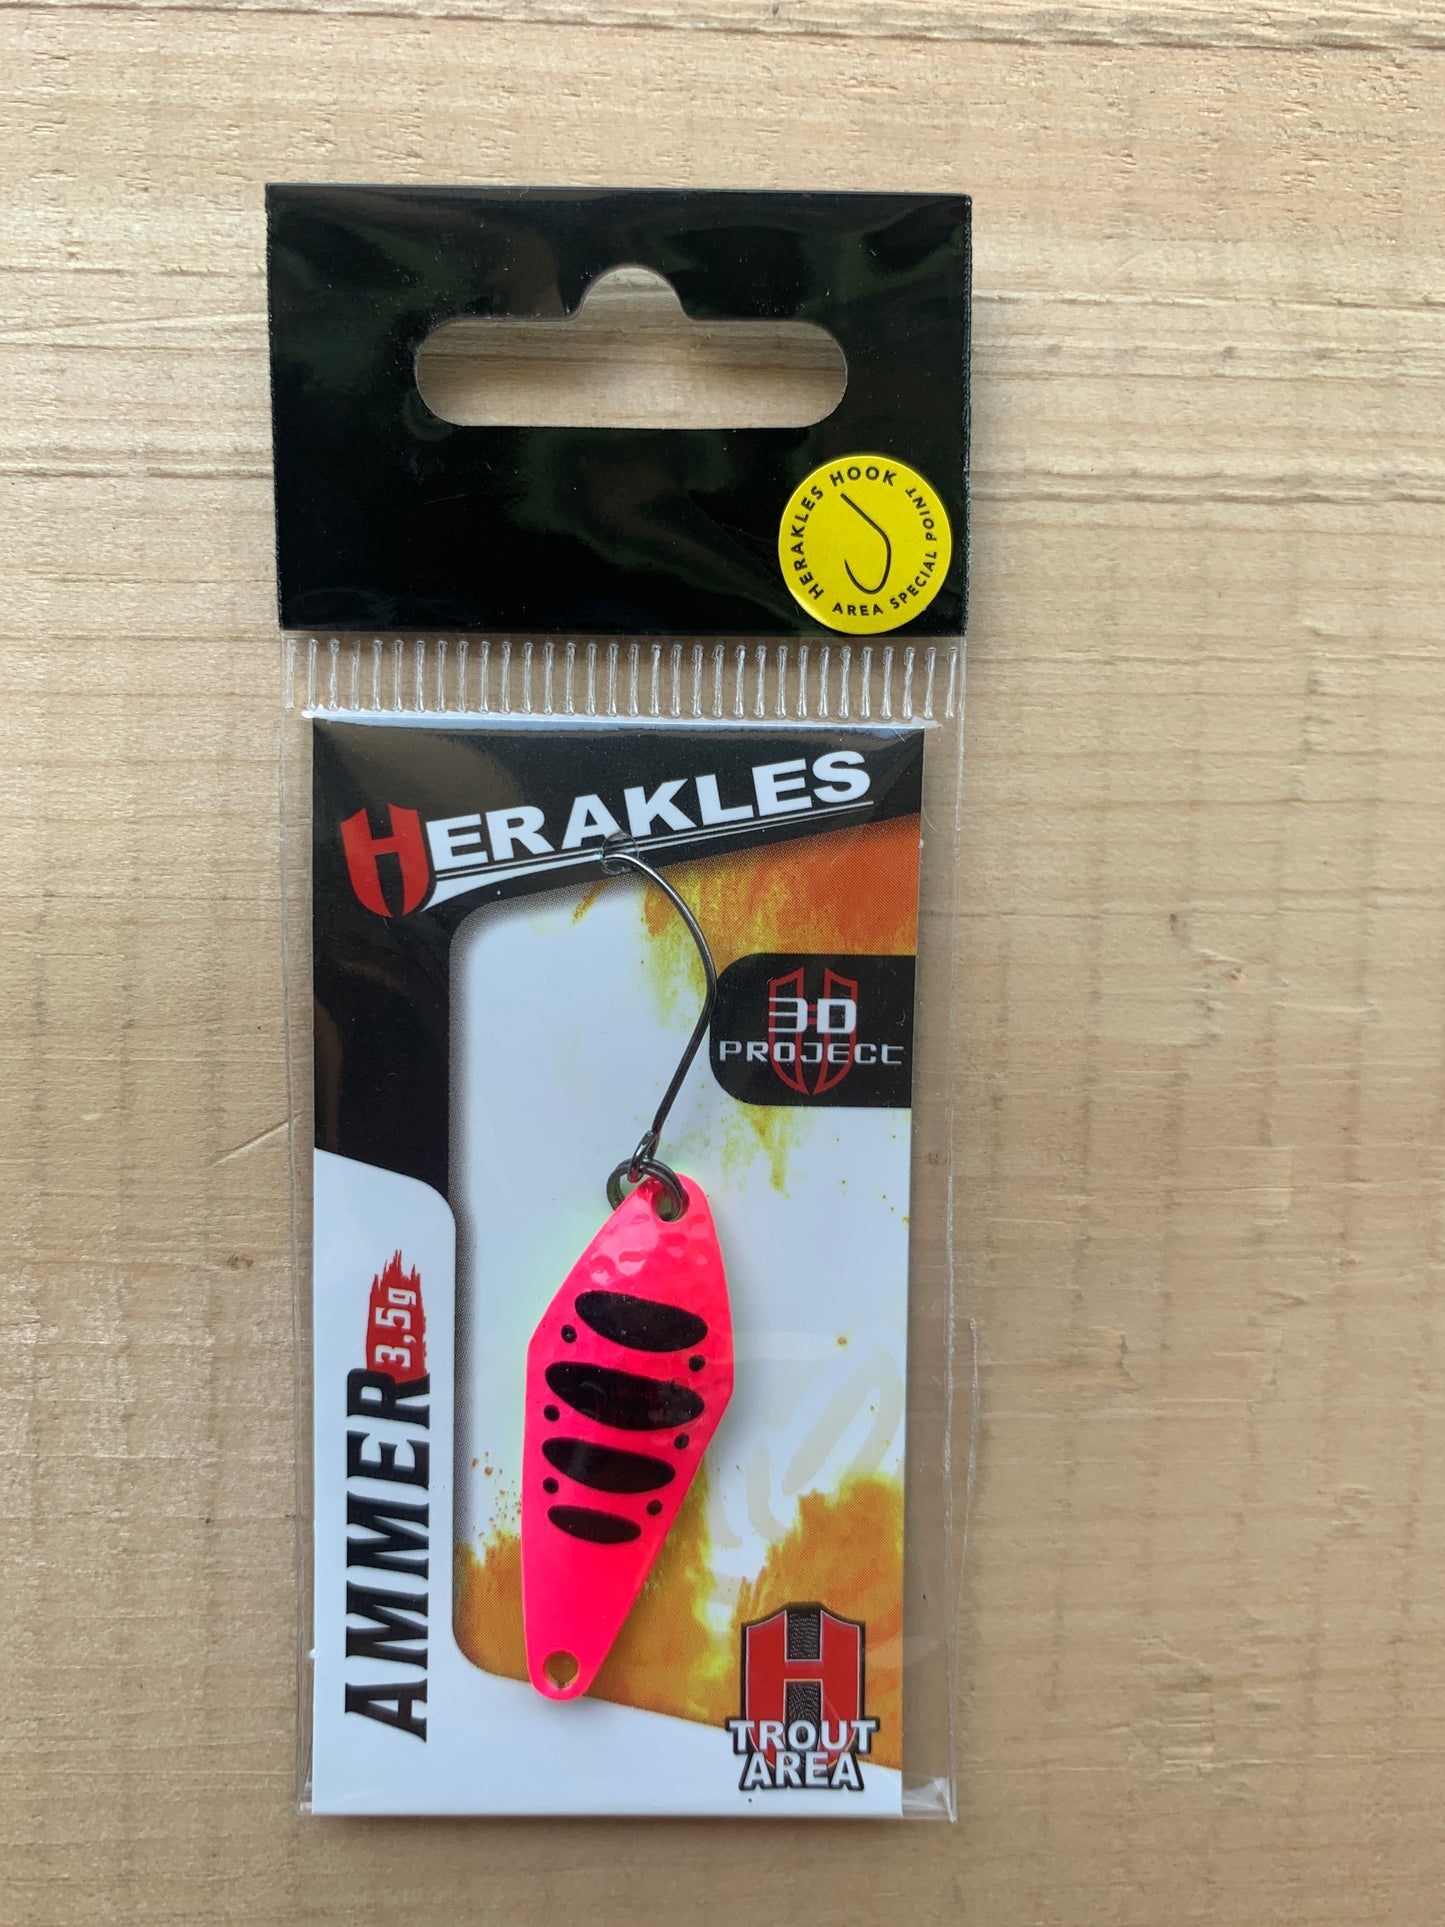 HERAKLES HOOK
AREA SPECIAL POINT
HERAKLES
3D
PROJECT
3,5g
AMMER
TROUT
AREA